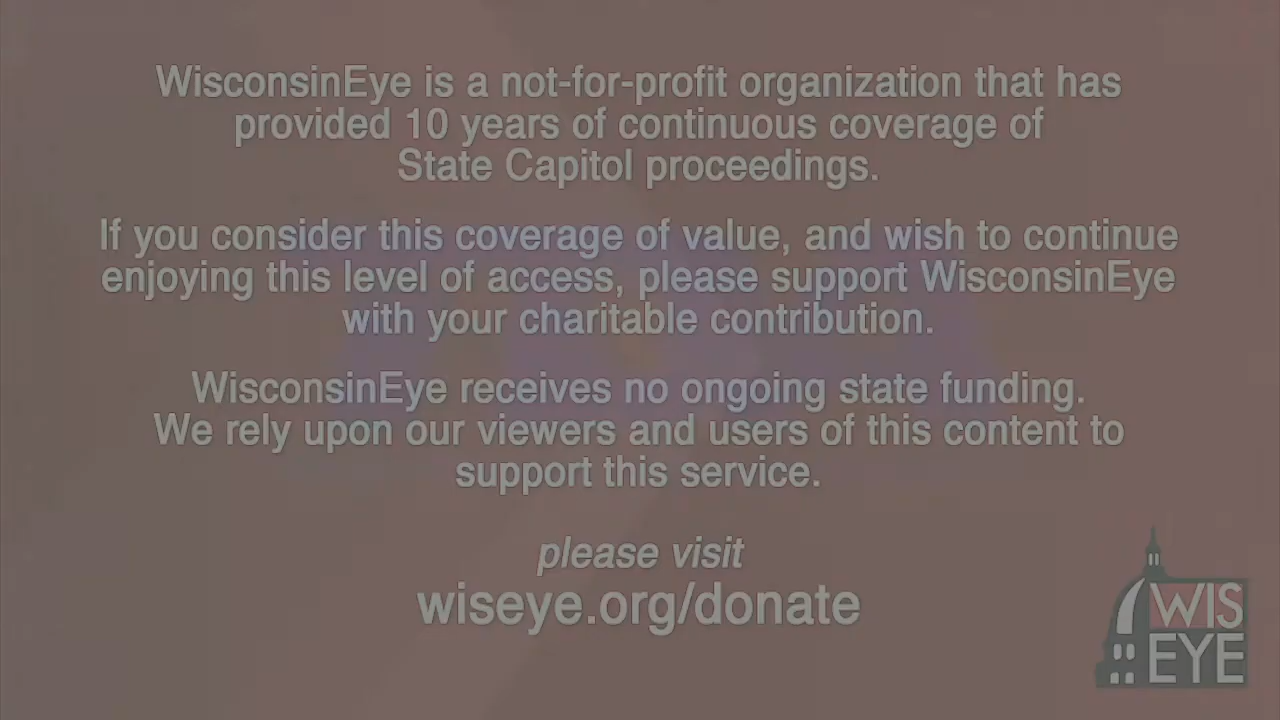 WisconsinEye is a not-for-profit organization that has
provided 10 years of continuous coverage of
State Capitol proceedings.
If you consider this coverage of value, and wish to continue
enjoying this level of access, please support WisconsinEye
with your charitable contribution.
WisconsinEye receives no ongoing state funding.
We rely upon our viewers and users of this content to
support this service.
please visit
wiseye.org/donate
WIS
EYE